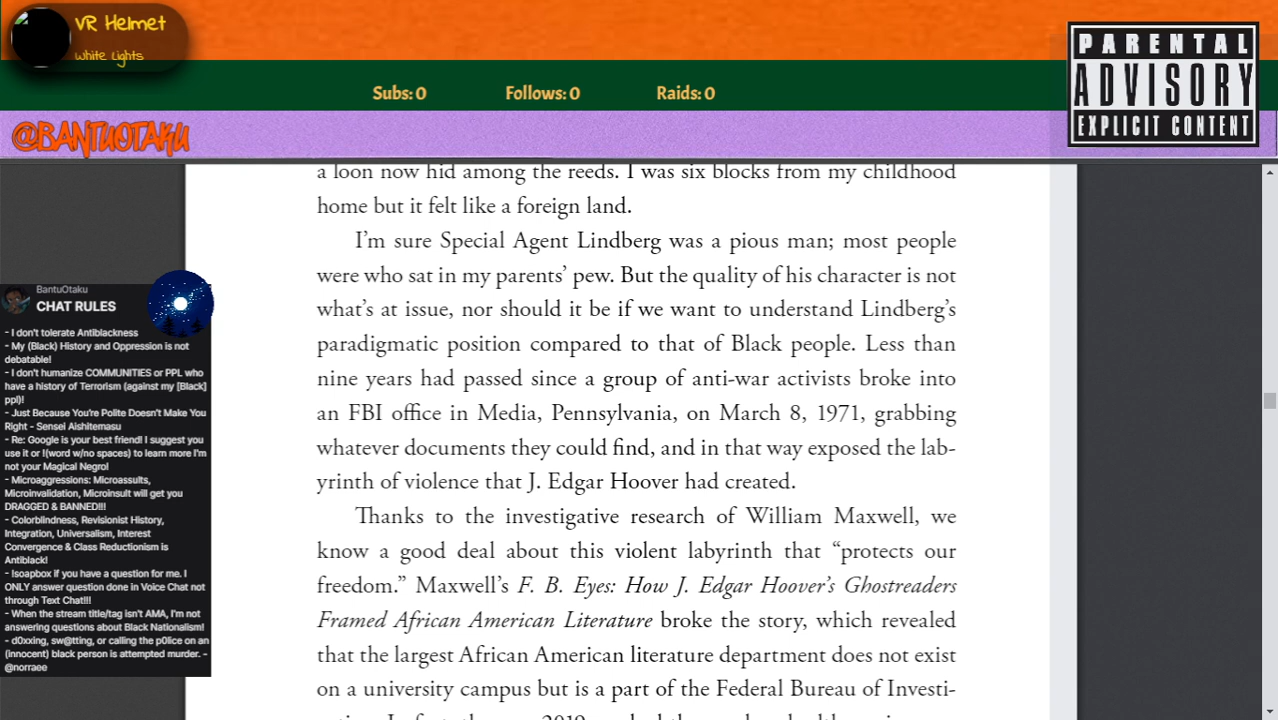 VR Helmet
White Lights
PARENTAL
ADVISORY
EXPLICIT CONTENT
Subs: 0 Follows: 0 Raids: 0
@BANTUOTAKU
a loon now hid among the reeds. I was six blocks from my childhood
home but it felt like a foreign land.
I’m sure Special Agent Lindberg was a pious man; most people
were who sat in my parents’ pew. But the quality of his character is not
what’s at issue, nor should it be if we want to understand Lindberg’s
paradigmatic position compared to that of Black people. Less than
nine years had passed since a group of anti-war activists broke into
an FBI office in Media, Pennsylvania, on March 8, 1971, grabbing
whatever documents they could find, and in that way exposed the lab-
yrinth of violence that J. Edgar Hoover had created.
Thanks to the investigative research of William Maxwell, we
know a good deal about this violent labyrinth that “protects our
freedom.” Maxwell’s F. B. Eyes: How J. Edgar Hoover’s Ghostreaders
Framed African American Literature broke the story, which revealed
that the largest African American literature department does not exist
on a university campus but is a part of the Federal Bureau of Investi-
BantuOtaku
CHAT RULES
- I don't tolerate Antiblackness
- My (Black) History and Oppression is not
debatable!
- I don't humanize COMMUNITIES or PPL who
have a history of Terrorism (against my [Black]
ppl)!
- Just Because You're Polite Doesn't Make You
Right - Sensei Aishitemasu
- Re: Google is your best friend! I suggest you
use it or !(word w/no spaces) to learn more I'm
not your Magical Negro!
- Microaggressions: Microassults,
Microinvalidation, Microinsult will get you
DRAGGED & BANNED!!!
- Colorblindness, Revisionist History,
Integration, Universalism, Interest
Convergence & Class Reductionism is
Antiblack!
- !soapbox if you have a question for me. I
ONLY answer question done in Voice Chat not
through Text Chat!!!
- When the stream title/tag isn't AMA, I'm not
answering questions about Black Nationalism!
- d0xxing, sw@tting, or calling the p0lice on an
(innocent) black person is attempted murder. -
@norraee